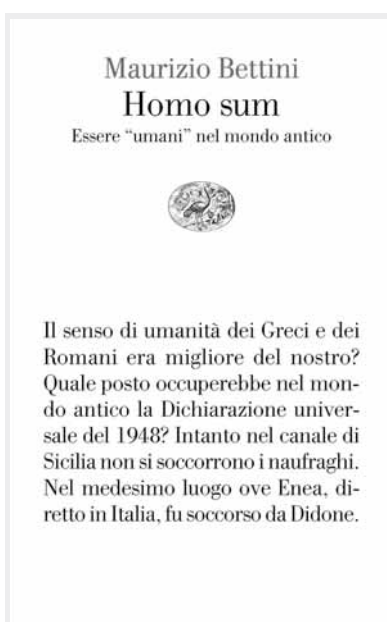 Maurizio Bettini
Homo sum
Essere “umani” nel mondo antico
Il senso di umanità dei Greci e dei
Romani era migliore del nostro?
Quale posto occuperebbe nel mon-
do antico la Dichiarazione univer-
sale del 1948? Intanto nel canale di
Sicilia non si soccorrono i naufraghi.
Nel medesimo luogo ove Enea, di-
retto in Italia, fu soccorso da Didone.